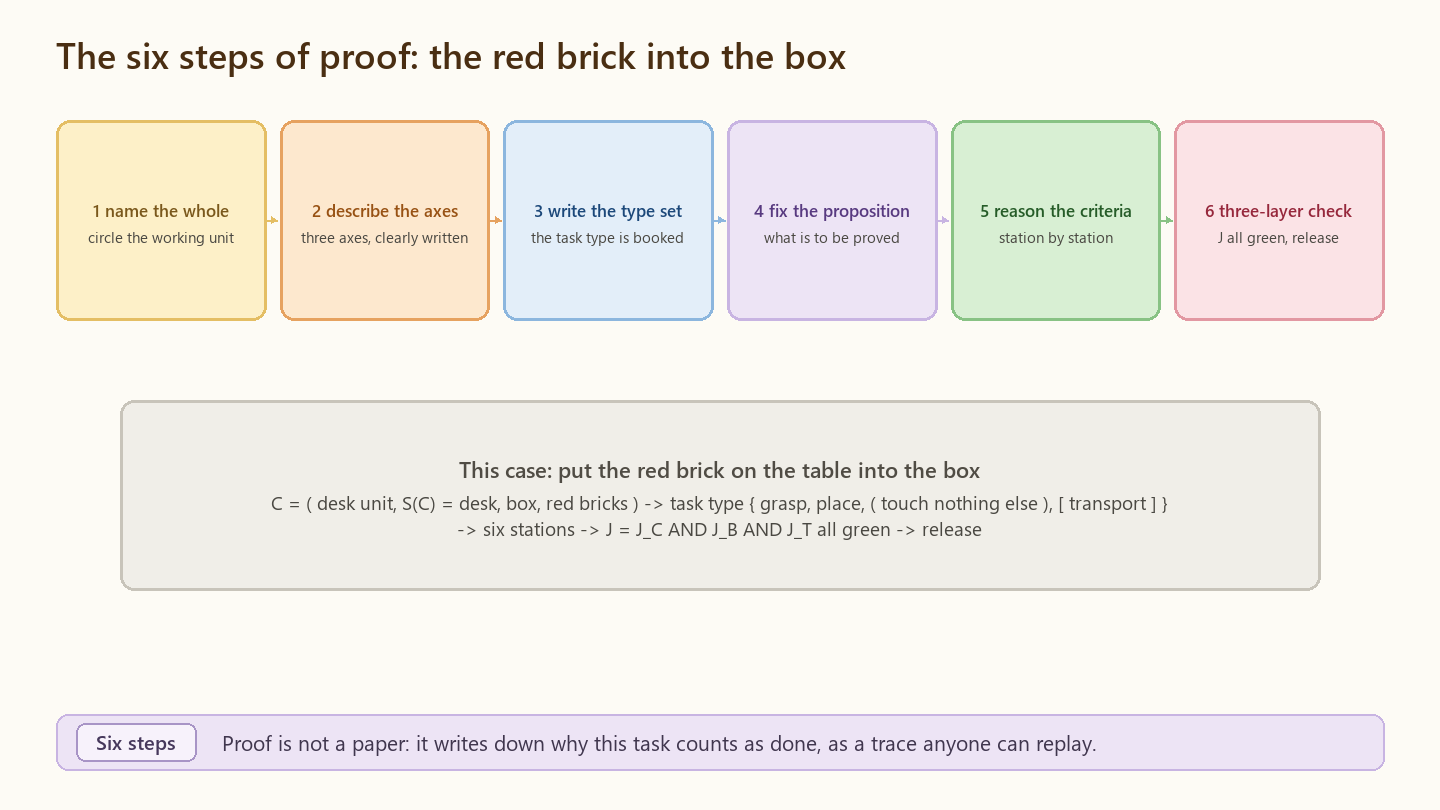 The six steps of proof: the red brick into the box
1 name the whole
circle the working unit
2 describe the axes
three axes, clearly written
3 write the type set
the task type is booked
4 fix the proposition
what is to be proved
5 reason the criteria
station by station
6 three-layer check
J all green, release
This case: put the red brick on the table into the box
C = ( desk unit, S(C) = desk, box, red bricks ) -> task type { grasp, place, ( touch nothing else ), [ transport ] }
-> six stations -> J = J_C AND J_B AND J_T all green -> release
Six steps
Proof is not a paper: it writes down why this task counts as done, as a trace anyone can replay.